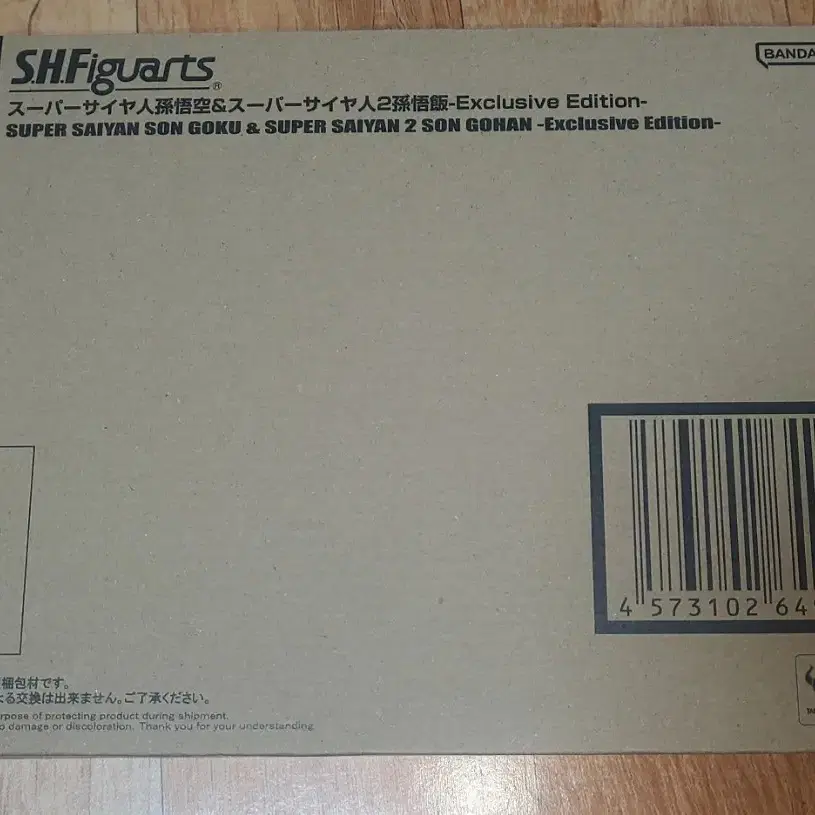 S.H.Figuarts®
BANDA
スーパーサイヤ人孫悟空&スーパーサイヤ人2孫悟飯-Exclusive Edition-
SUPER SAIYAN SON GOKU & SUPER SAIYAN 2 SON GOHAN -Exclusive Edition-
4 573102 64
梱包材です。
よる交換は出来ません。ご了承ください。
rpose of protecting product during shipment.
o damage or discoloration. Thank you for your understanding.